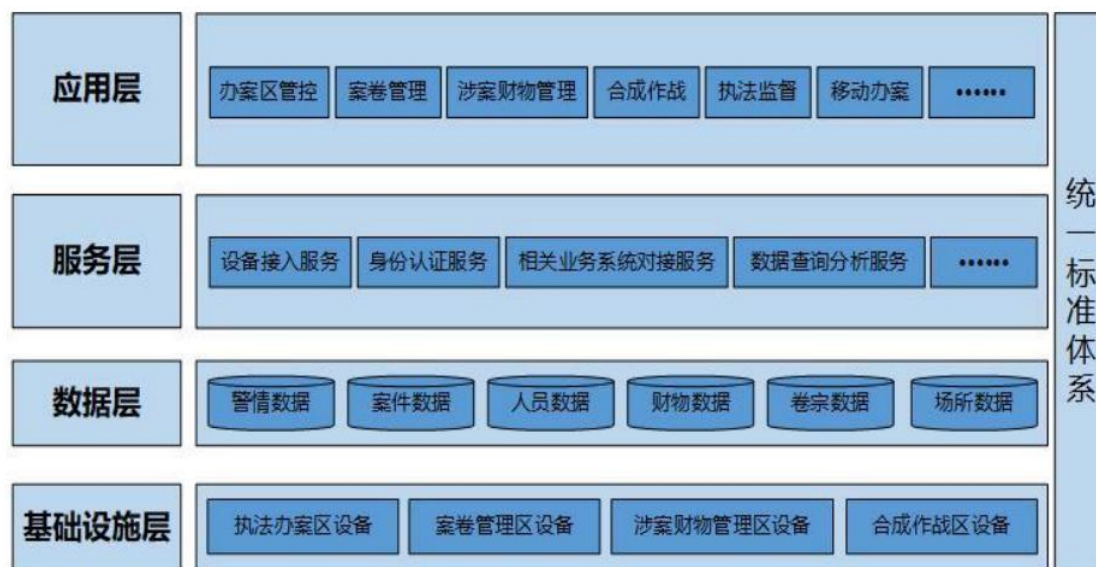 应用层
办案区管控
案卷管理
涉案财物管理
合成作战
执法监督
移动办案
......
服务层
设备接入服务
身份认证服务
相关业务系统对接服务
数据查询分析服务
......
数据层
警情数据
案件数据
人员数据
财物数据
卷宗数据
场所数据
基础设施层
执法办案区设备
案卷管理区设备
涉案财物管理区设备
合成作战区设备
统一标准体系